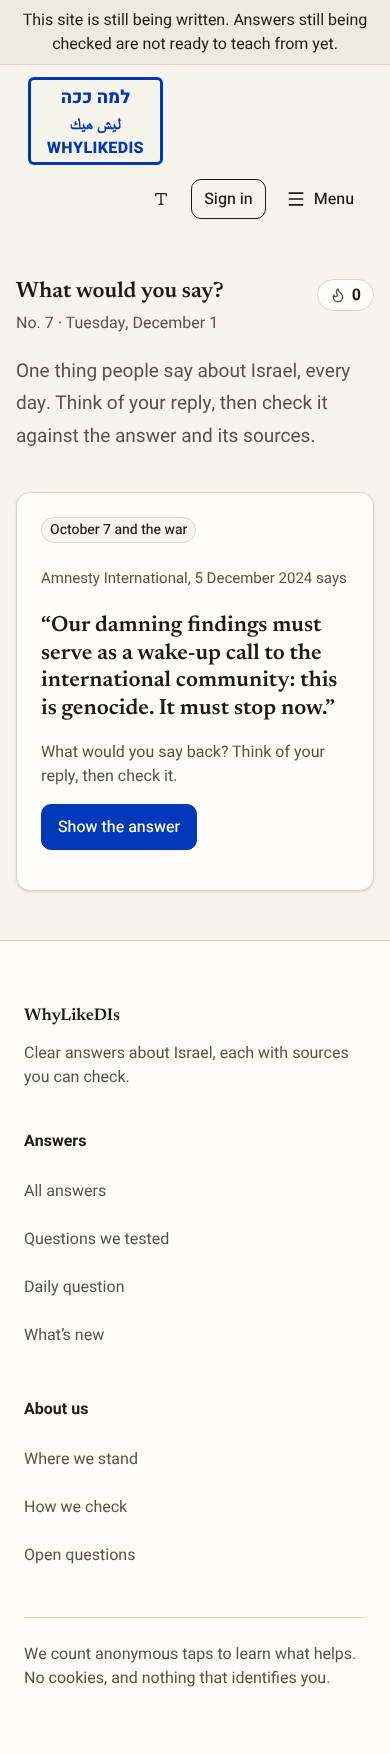 This site is still being written. Answers still being
checked are not ready to teach from yet.
למה ככה
ليش هيك
WHYLIKEDIS
T Sign in Menu
What would you say?
0
No. 7 · Tuesday, December 1
One thing people say about Israel, every
day. Think of your reply, then check it
against the answer and its sources.
October 7 and the war
Amnesty International, 5 December 2024 says
“Our damning findings must
serve as a wake-up call to the
international community: this
is genocide. It must stop now.”
What would you say back? Think of your
reply, then check it.
Show the answer
WhyLikeDIs
Clear answers about Israel, each with sources
you can check.
Answers
All answers
Questions we tested
Daily question
What’s new
About us
Where we stand
How we check
Open questions
We count anonymous taps to learn what helps.
No cookies, and nothing that identifies you.